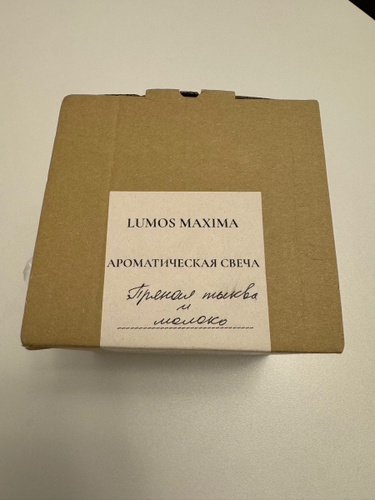 LUMOS MAXIMA
АРОМАТИЧЕСКАЯ СВЕЧА
Пряная тыква
и
молоко